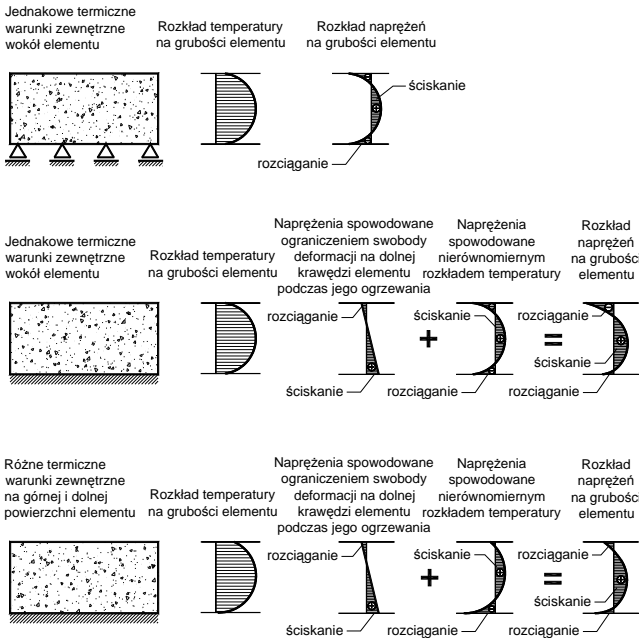 Jednakowe termiczne
warunki zewnętrzne
wokół elementu
Rozkład temperatury
na grubości elementu
Rozkład naprężeń
na grubości elementu
ściskanie
rozciąganie
Jednakowe termiczne
warunki zewnętrzne
wokół elementu
Rozkład temperatury
na grubości elementu
Naprężenia spowodowane
ograniczeniem swobody
deformacji na dolnej
krawędzi elementu
podczas jego ogrzewania
Naprężenia
spowodowane
nierównomiernym
rozkładem temperatury
Rozkład
naprężeń
na grubości
elementu
rozciąganie
ściskanie
+
ściskanie
rozciąganie
=
rozciąganie
ściskanie
rozciąganie
Różne termiczne
warunki zewnętrzne
na górnej i dolnej
powierzchni elementu
Rozkład temperatury
na grubości elementu
Naprężenia spowodowane
ograniczeniem swobody
deformacji na dolnej
krawędzi elementu
podczas jego ogrzewania
Naprężenia
spowodowane
nierównomiernym
rozkładem temperatury
Rozkład
naprężeń
na grubości
elementu
rozciąganie
ściskanie
+
ściskanie
rozciąganie
=
rozciąganie
ściskanie
rozciąganie